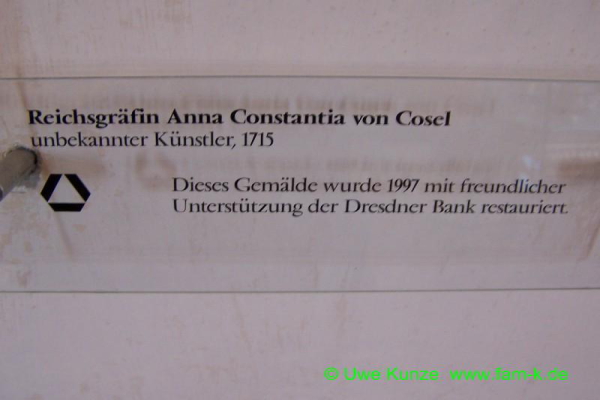 Reichsgräfin Anna Constantia von Cosel
unbekannter Künstler, 1715
Dieses Gemälde wurde 1997 mit freundlicher
Unterstützung der Dresdner Bank restauriert.
© Uwe Kunze www.fam-k.de